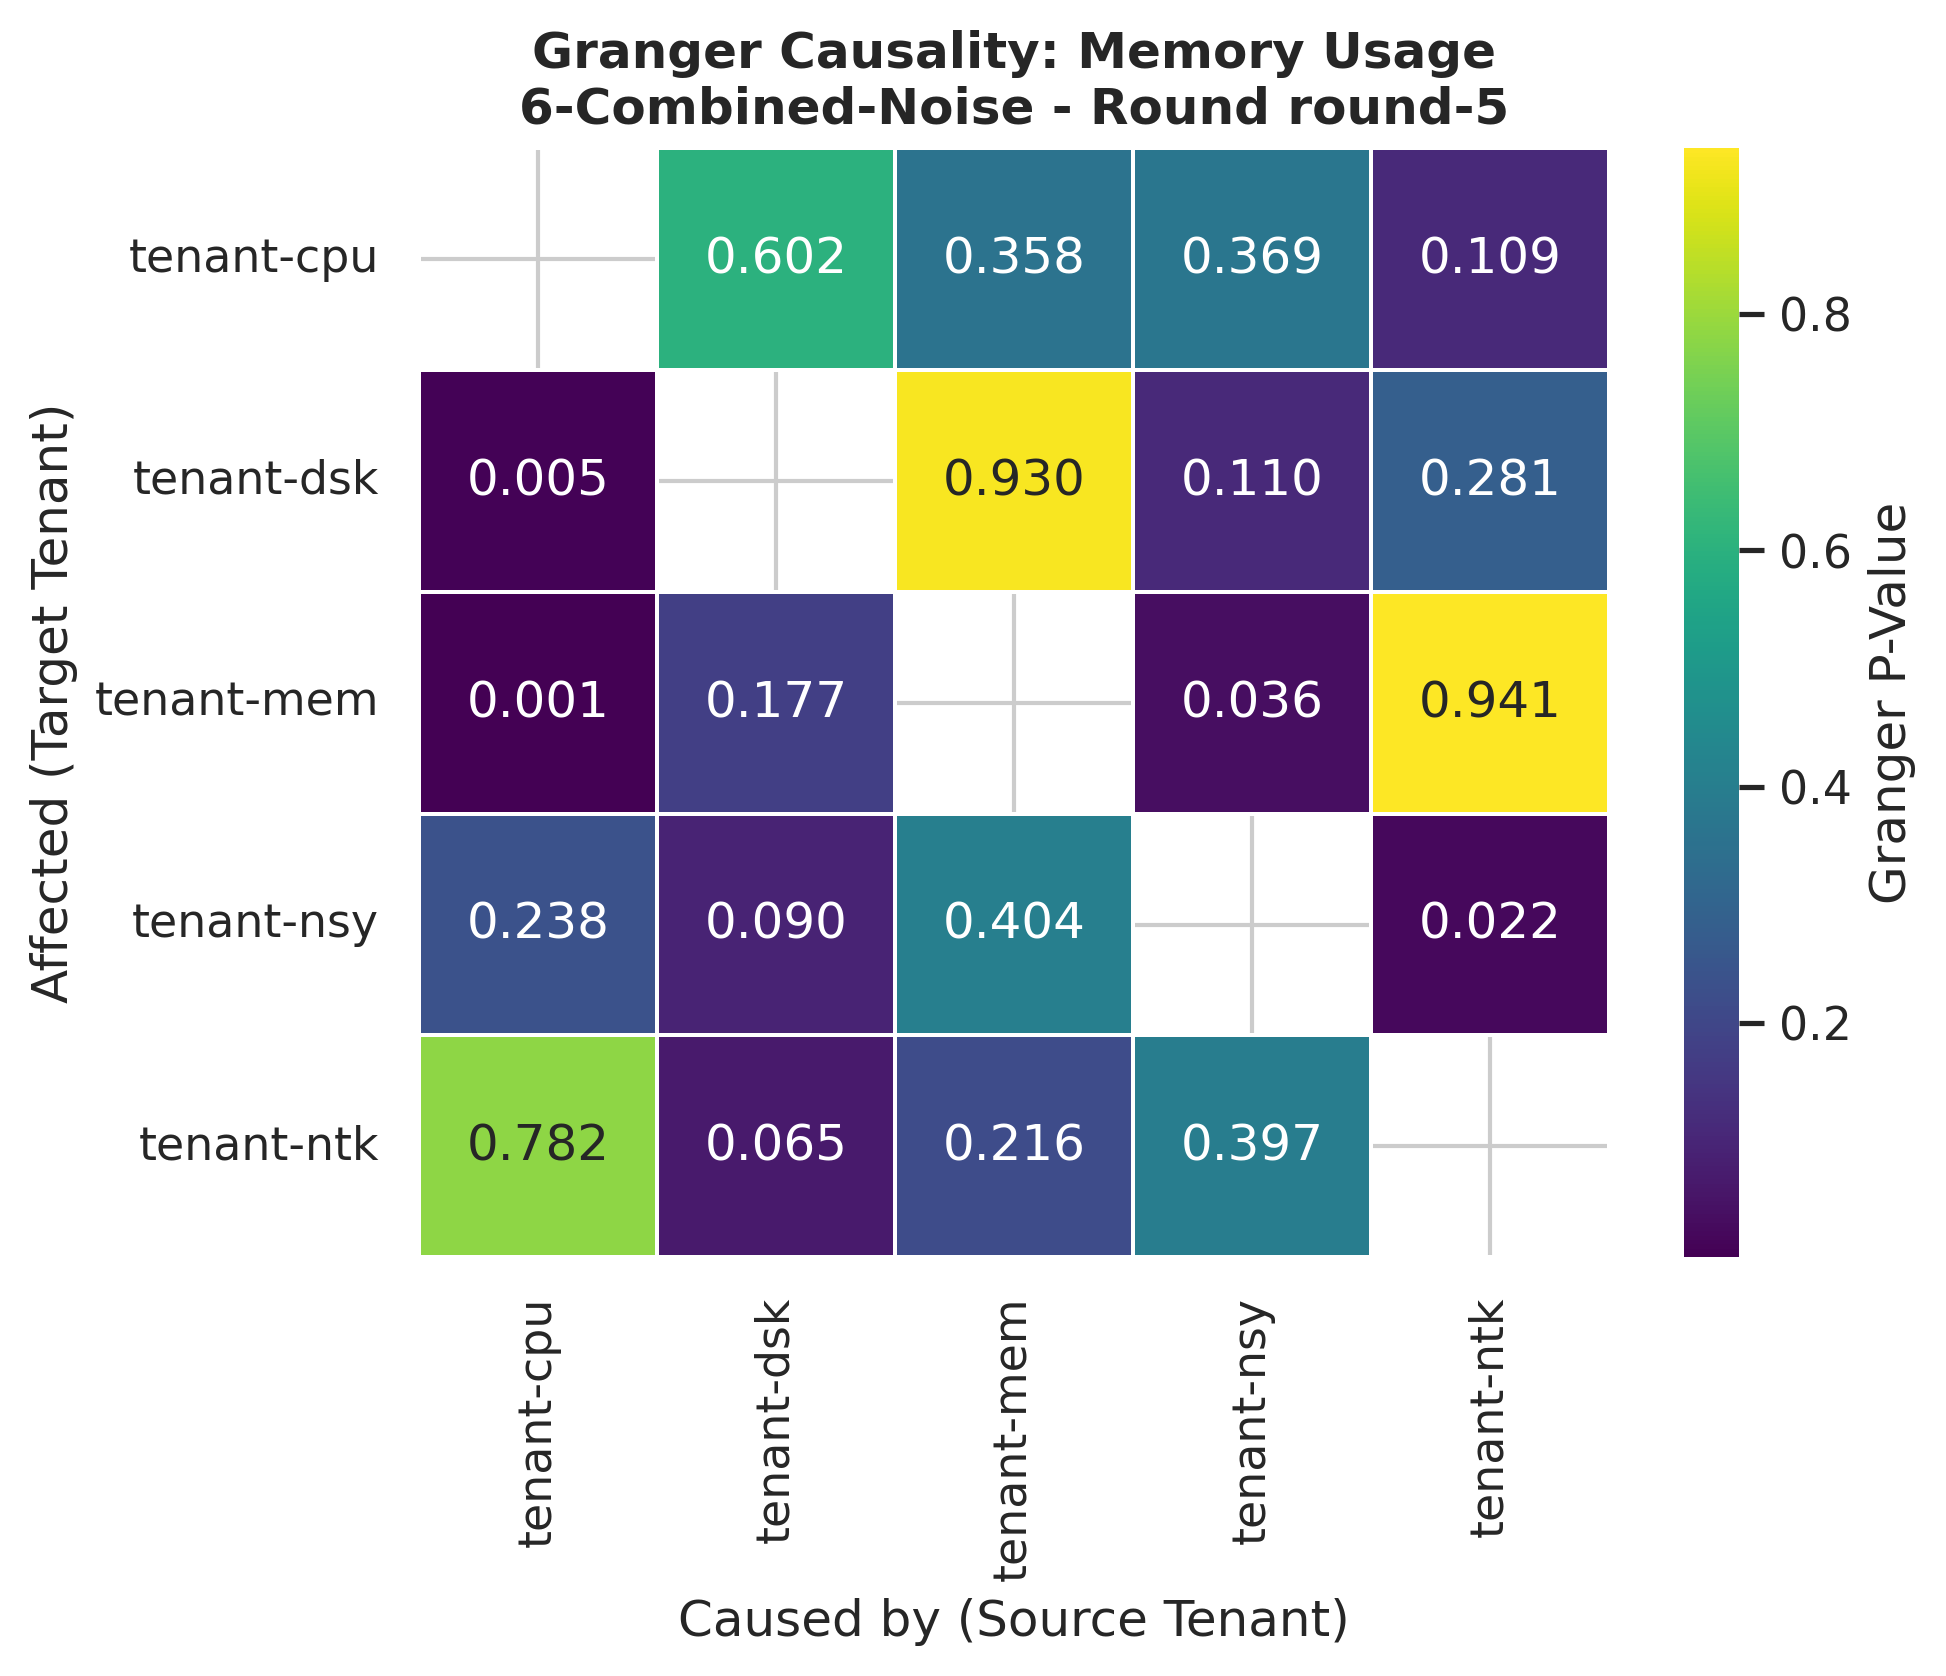 Granger Causality: Memory Usage
6-Combined-Noise - Round round-5
Affected (Target Tenant)
tenant-cpu 0.602 0.358 0.369 0.109
tenant-dsk 0.005 0.930 0.110 0.281
tenant-mem 0.001 0.177 0.036 0.941
tenant-nsy 0.238 0.090 0.404 0.022
tenant-ntk 0.782 0.065 0.216 0.397
tenant-cpu
tenant-dsk
tenant-mem
tenant-nsy
tenant-ntk
Caused by (Source Tenant)
0.8
0.6
0.4
0.2
Granger P-Value